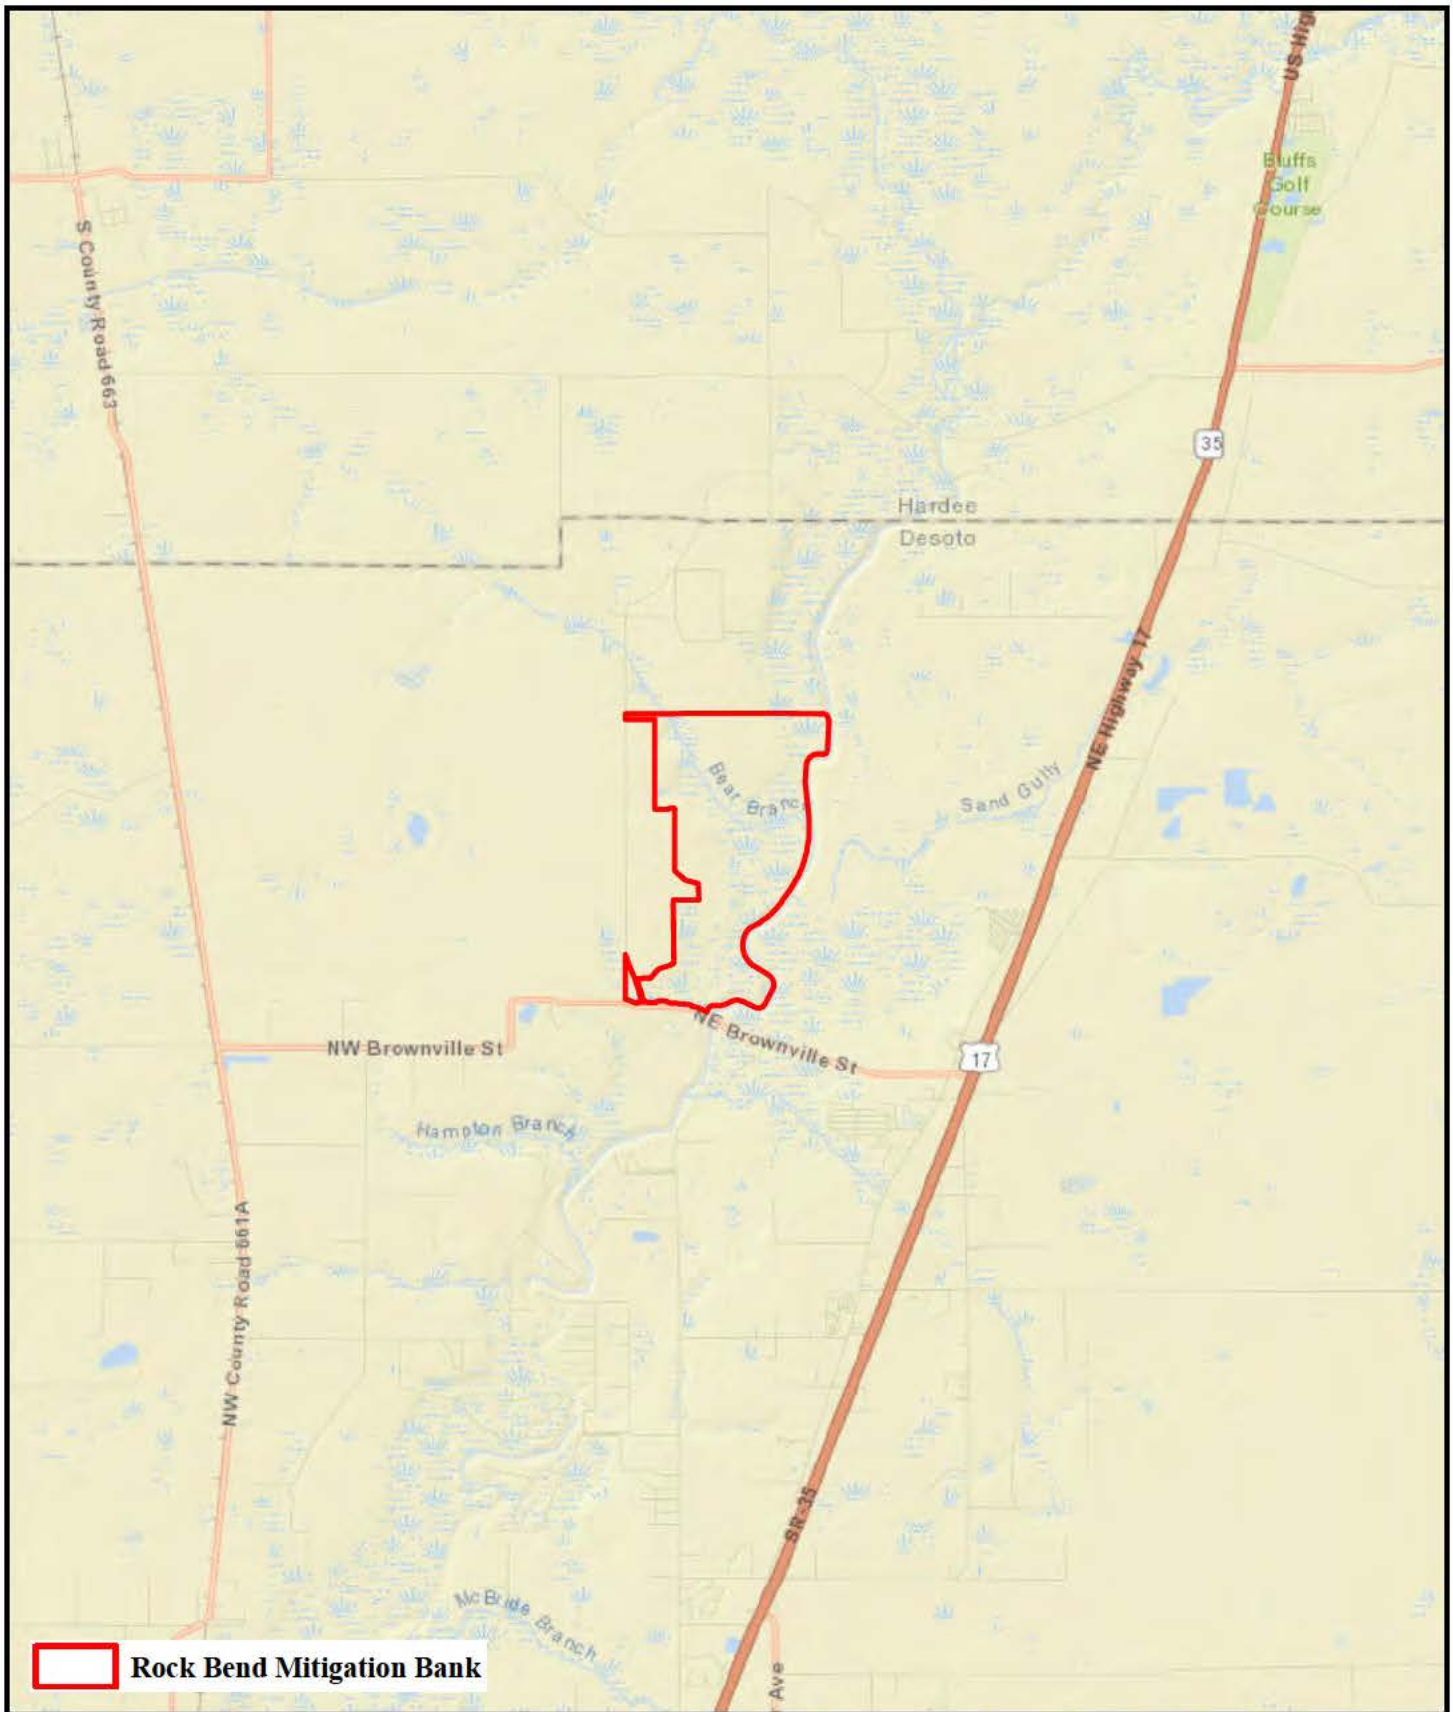 US Hig
Bluffs
Golf
Course
S County Road 663
35
Hardee
Desoto
NE Highway 17
Bear Branch
Sand Gully
NE Brownville St
NW Brownville St
17
Hampton Branch
NW County Road 661A
SR-35
McBride Branch
Ave
Rock Bend Mitigation Bank